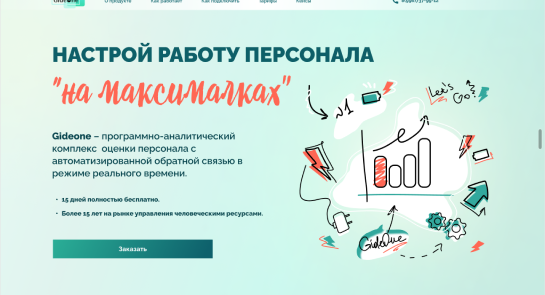 Gideone
О продукте
Как работает
Как подключить
Тарифы
Кейсы
НАСТРОЙ РАБОТУ ПЕРСОНАЛА
"на максималках"
Gideone – программно-аналитический
комплекс оценки персонала с
автоматизированной обратной связью в
режиме реального времени.
• 15 дней полностью бесплатно.
• Более 15 лет на рынке управления человеческими ресурсами.
Заказать
№1
Let's
Go!
GideOne